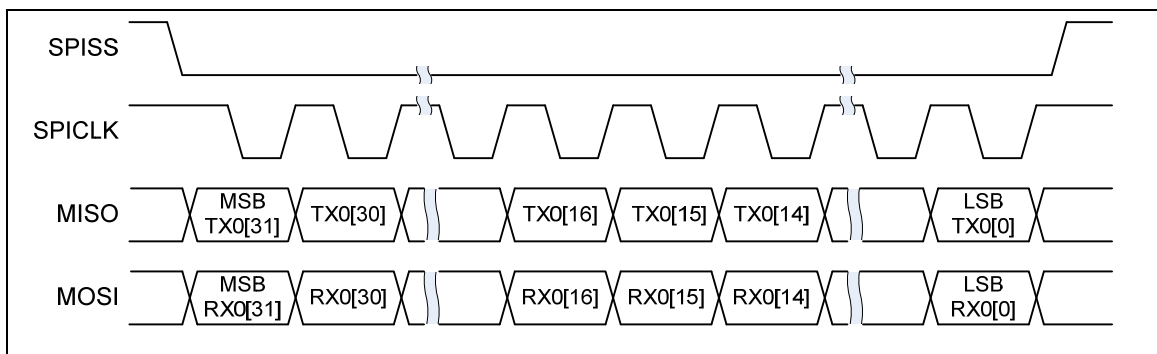 SPISS
SPICLK
MISO
MSB
TX0[31]
TX0[30]
TX0[16]
TX0[15]
TX0[14]
LSB
TX0[0]
MOSI
MSB
RX0[31]
RX0[30]
RX0[16]
RX0[15]
RX0[14]
LSB
RX0[0]